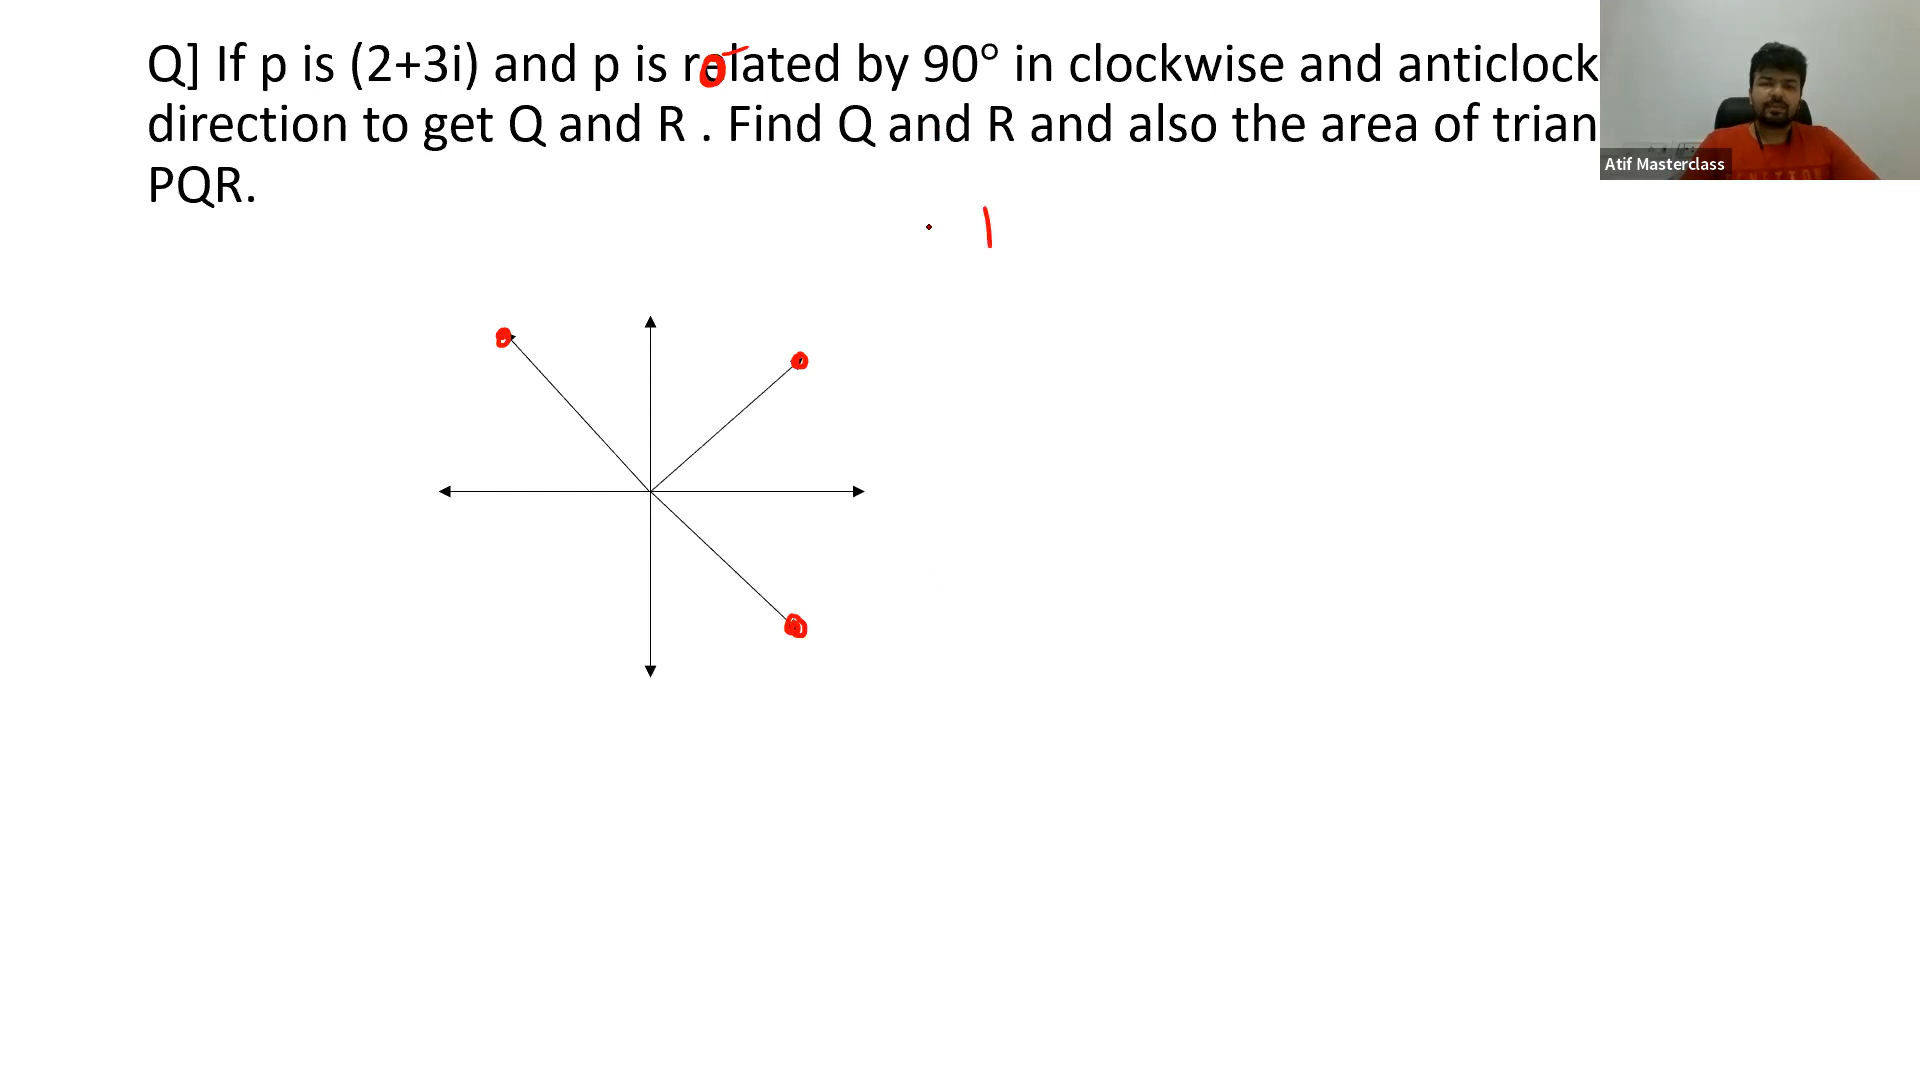 Q] If p is (2+3i) and p is rolated by 90° in clockwise and anticlock
direction to get Q and R . Find Q and R and also the area of trian
PQR.
Atif Masterclass